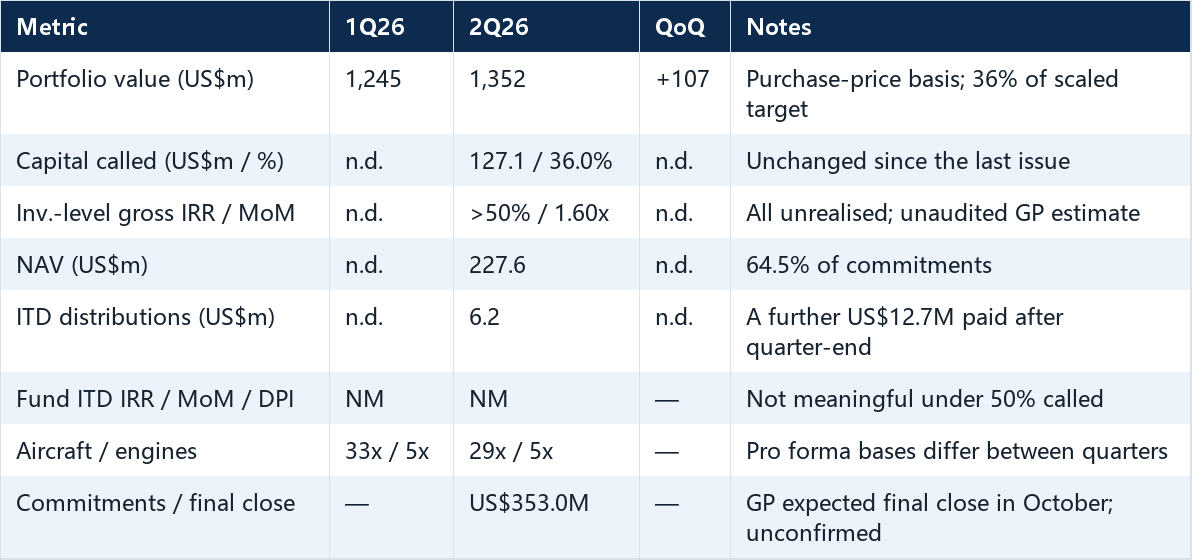 Metric 1Q26 2Q26 QoQ Notes
Portfolio value (US$m) 1,245 1,352 +107 Purchase-price basis; 36% of scaled
target
Capital called (US$m / %) n.d. 127.1 / 36.0% n.d. Unchanged since the last issue
Inv.-level gross IRR / MoM n.d. >50% / 1.60x n.d. All unrealised; unaudited GP estimate
NAV (US$m) n.d. 227.6 n.d. 64.5% of commitments
ITD distributions (US$m) n.d. 6.2 n.d. A further US$12.7M paid after
quarter-end
Fund ITD IRR / MoM / DPI NM NM — Not meaningful under 50% called
Aircraft / engines 33x / 5x 29x / 5x — Pro forma bases differ between quarters
Commitments / final close — US$353.0M — GP expected final close in October;
unconfirmed